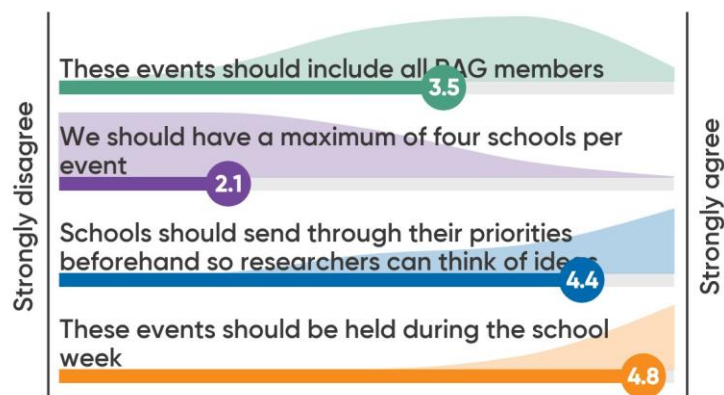 These events should include all RAG members
3.5
We should have a maximum of four schools per
event
2.1
Schools should send through their priorities
beforehand so researchers can think of ideas
4.4
These events should be held during the school
week
4.8
Strongly disagree
Strongly agree